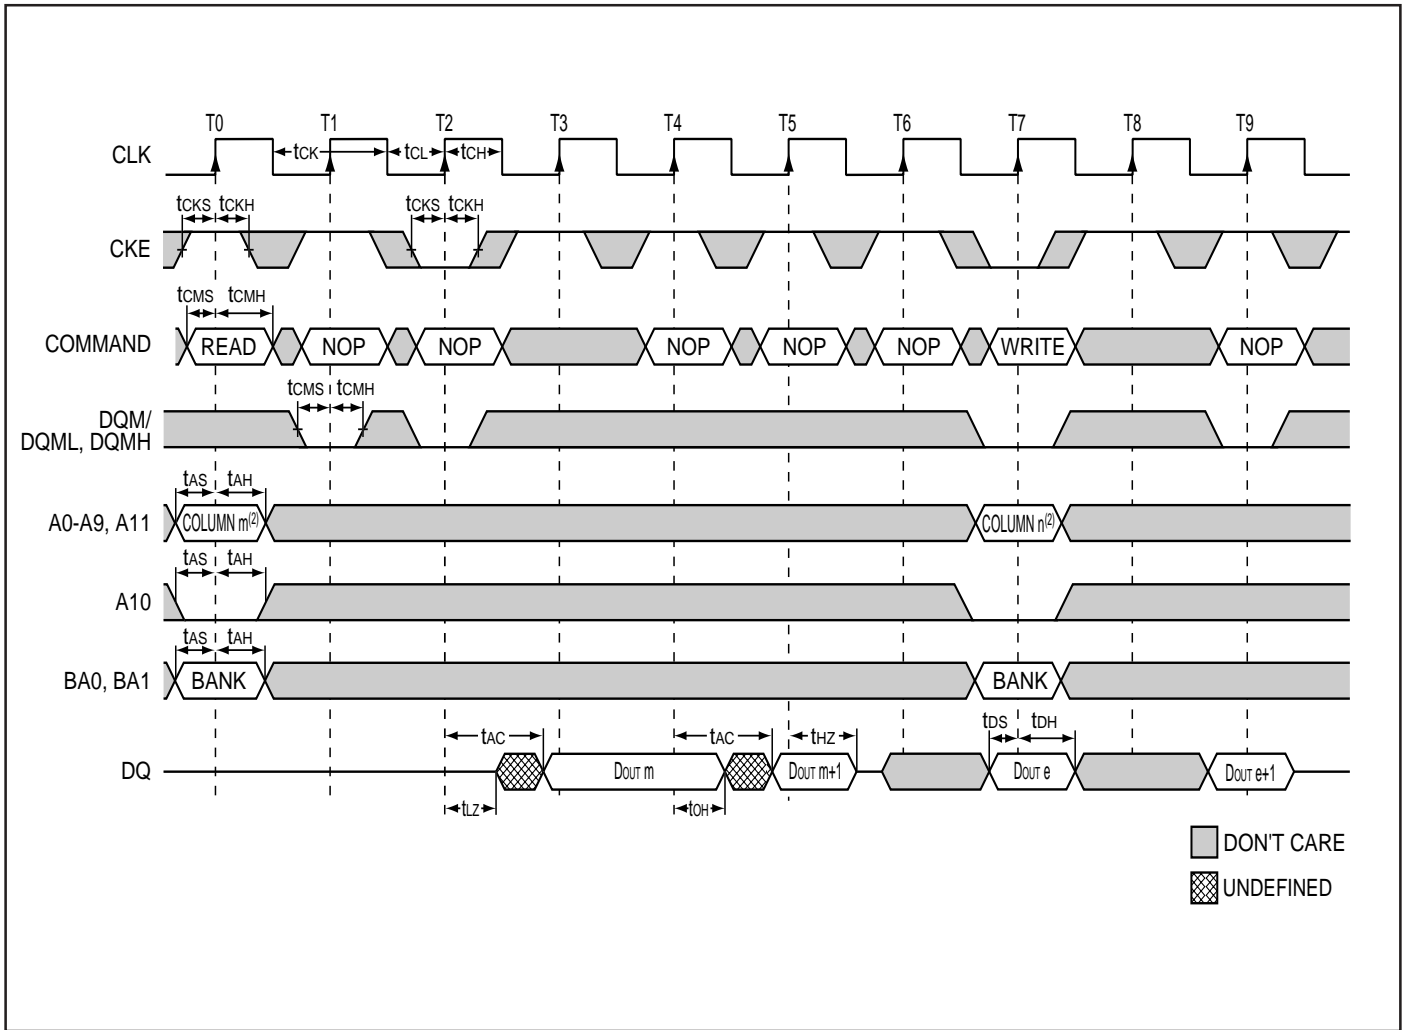 T0 T1 T2 T3 T4 T5 T6 T7 T8 T9
CLK
tCK tCL tCH
tCKS tCKH tCKS tCKH
CKE
tCMS tCMH
COMMAND
READ NOP NOP NOP NOP NOP WRITE NOP
tCMS tCMH
DQM/
DQML, DQMH
tAS tAH
A0-A9, A11
COLUMN m(2) COLUMN n(2)
tAS tAH
A10
tAS tAH
BA0, BA1
BANK BANK
tAC tAC tHZ tDS tDH
DQ
DOUT m DOUT m+1 DOUT e DOUT e+1
tLZ tOH
DON'T CARE
UNDEFINED